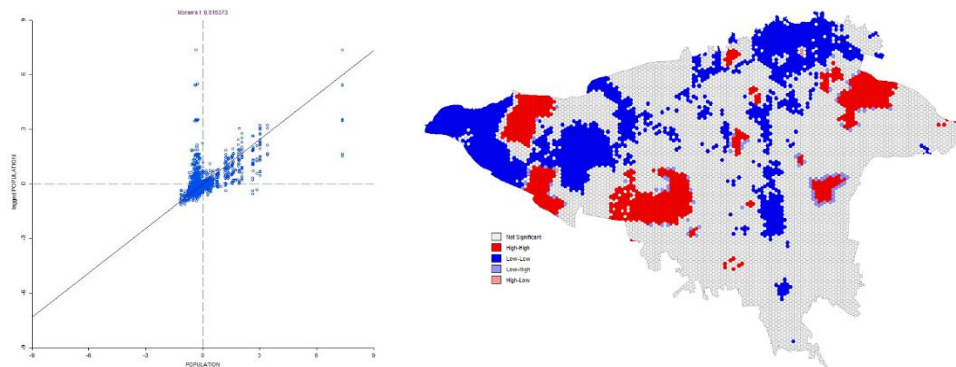 Moran's I: 0.815373
9
6
3
0
-3
-6
-9
lagged POPULATION
-9
-6
-3
0
3
6
9
POPULATION
Not Significant
High-High
Low-Low
Low-High
High-Low